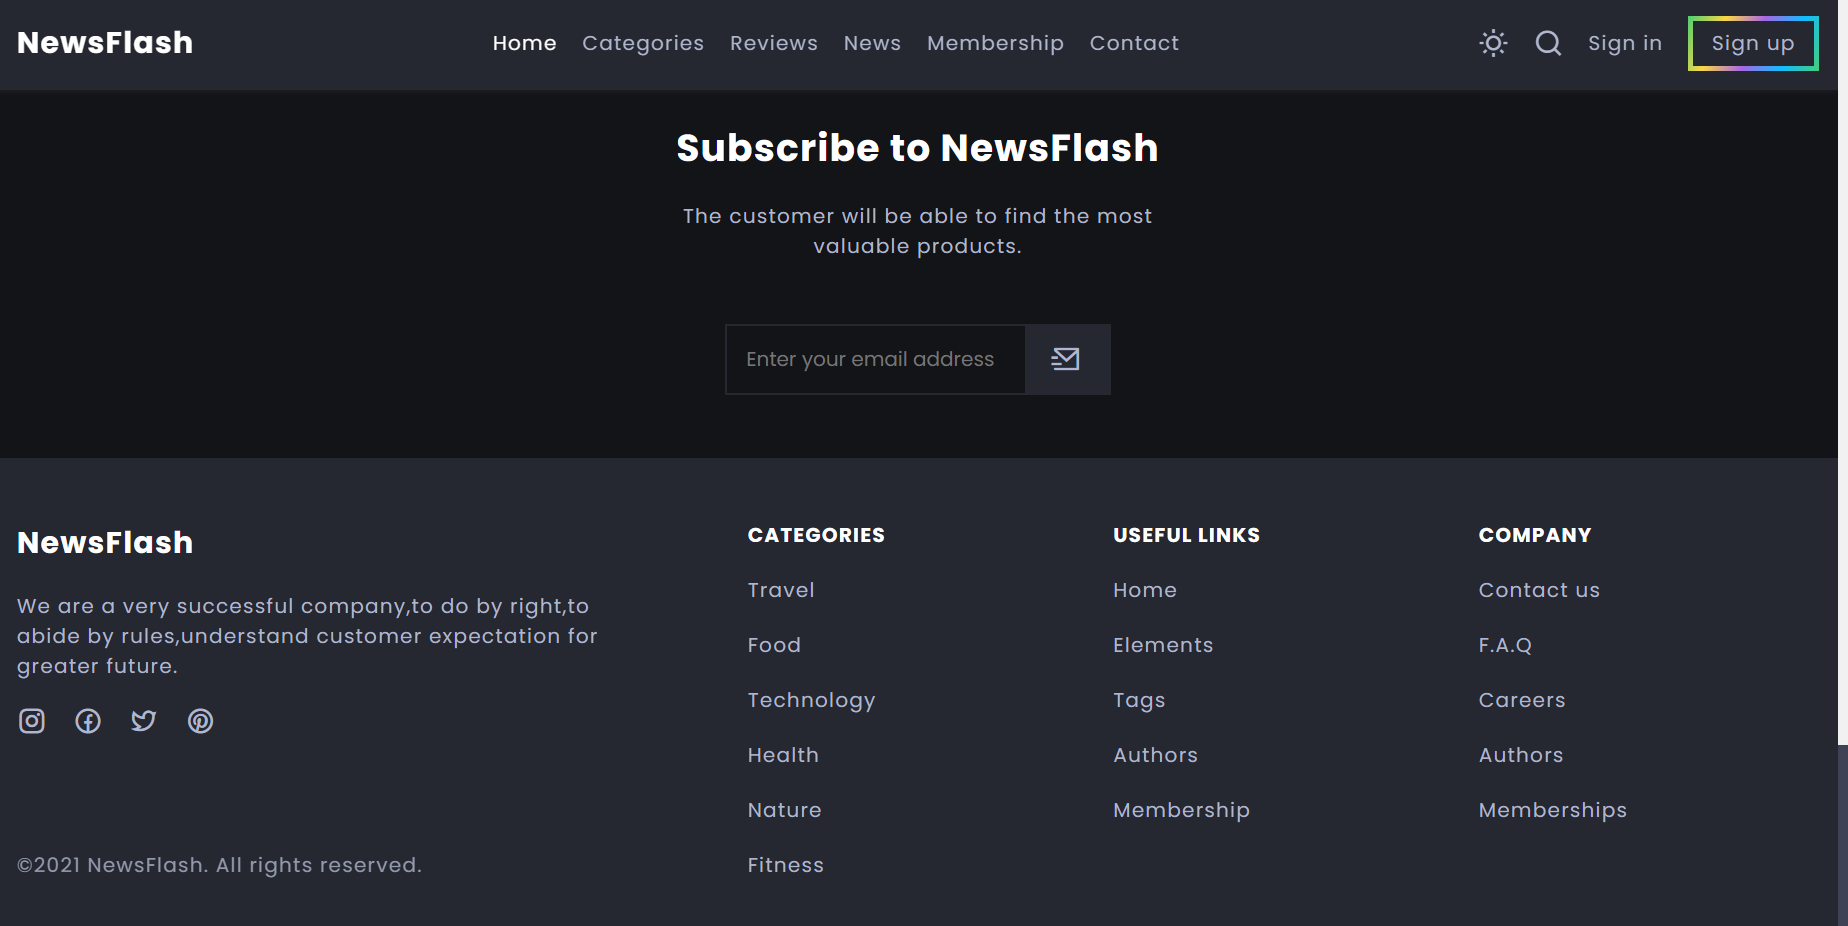 NewsFlash
Home Categories Reviews News Membership Contact
Sign in
Sign up
Subscribe to NewsFlash
The customer will be able to find the most
valuable products.
Enter your email address
NewsFlash
We are a very successful company,to do by right,to
abide by rules,understand customer expectation for
greater future.
©2021 NewsFlash. All rights reserved.
CATEGORIES
Travel
Food
Technology
Health
Nature
Fitness
USEFUL LINKS
Home
Elements
Tags
Authors
Membership
COMPANY
Contact us
F.A.Q
Careers
Authors
Memberships